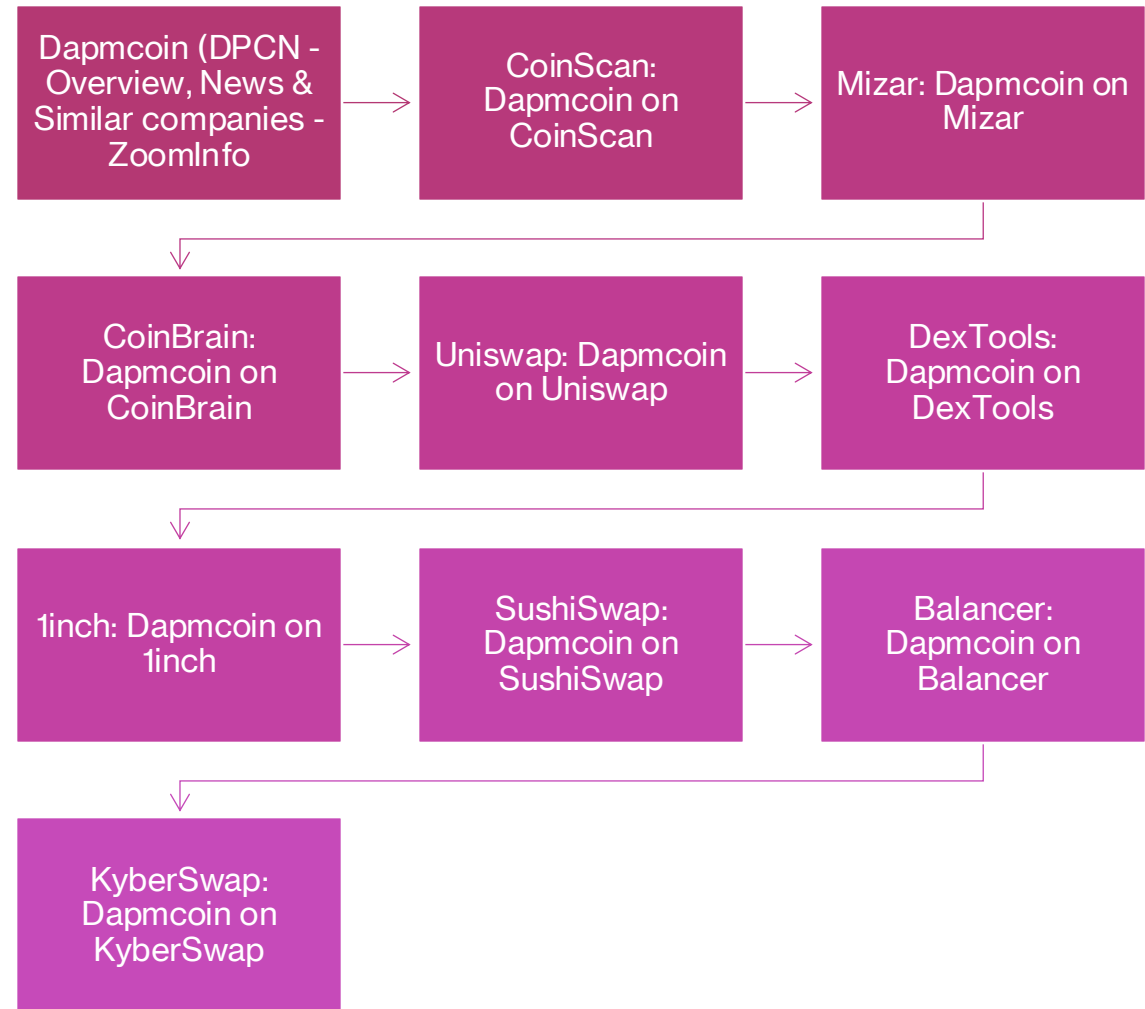 Dapmcoin (DPCN -
Overview, News &
Similar companies -
ZoomInfo
CoinScan:
Dapmcoin on
CoinScan
Mizar: Dapmcoin on
Mizar
CoinBrain:
Dapmcoin on
CoinBrain
Uniswap: Dapmcoin
on Uniswap
DexTools:
Dapmcoin on
DexTools
1inch: Dapmcoin on
1inch
SushiSwap:
Dapmcoin on
SushiSwap
Balancer:
Dapmcoin on
Balancer
KyberSwap:
Dapmcoin on
KyberSwap